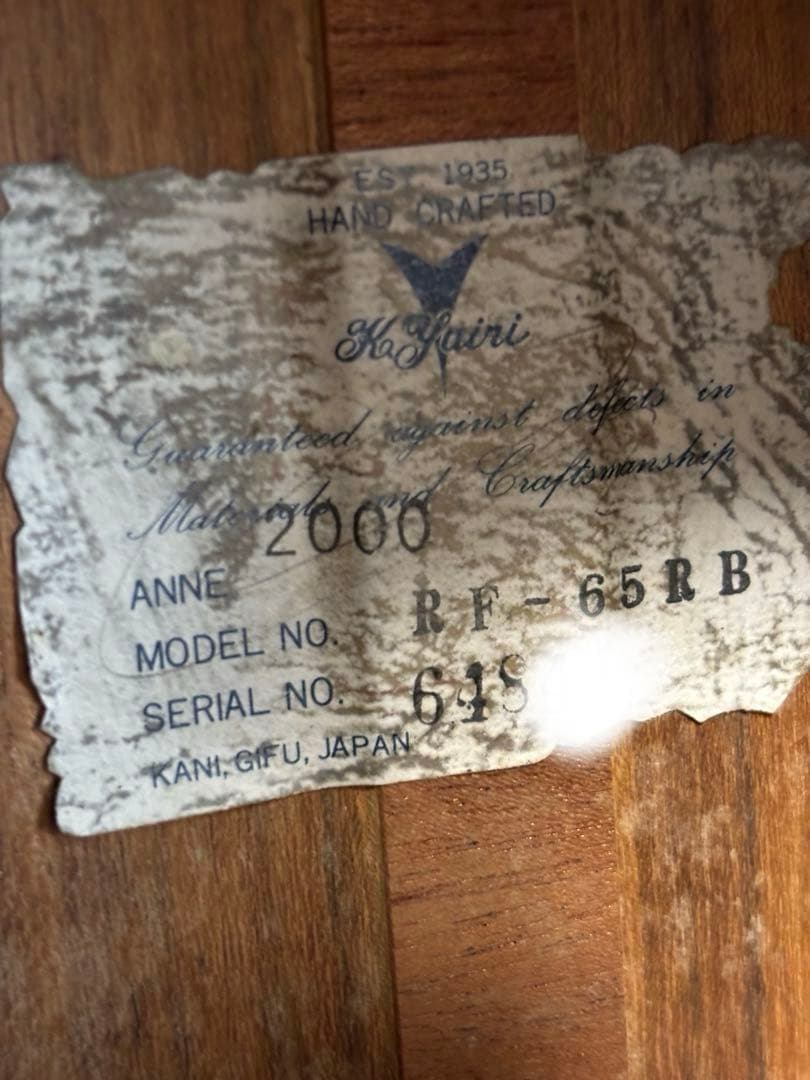 EST 1935
HAND CRAFTED
K.Yairi
Guaranteed against defects in
Materials and Craftsmanship
ANNE 2000
MODEL NO. RF-65RB
SERIAL NO.
KANI, GIFU, JAPAN